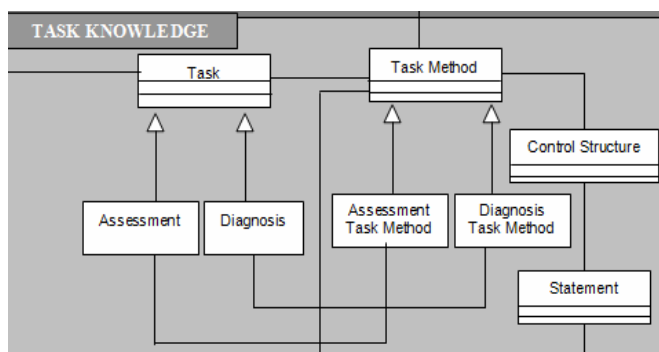 TASK KNOWLEDGE
Task
Task Method
Control Structure
Assessment
Diagnosis
Assessment
Task Method
Diagnosis
Task Method
Statement